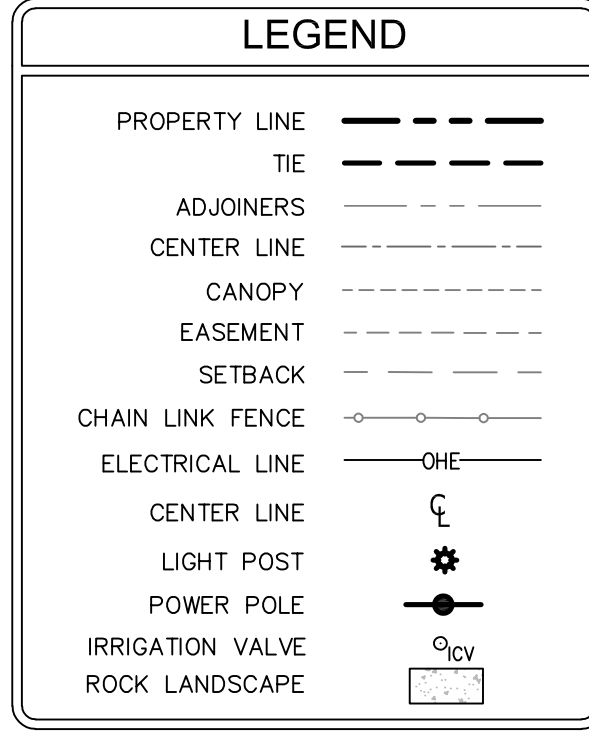 LEGEND
PROPERTY LINE
TIE
ADJOINERS
CENTER LINE
CANOPY
EASEMENT
SETBACK
CHAIN LINK FENCE
ELECTRICAL LINE OHE
CENTER LINE ℄
LIGHT POST
POWER POLE
IRRIGATION VALVE ICV
ROCK LANDSCAPE